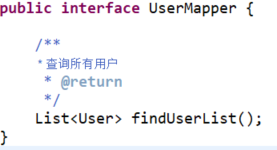 public interface UserMapper {
/**
* 查询所有用户
* @return
*/
List<User> findUserList();
}